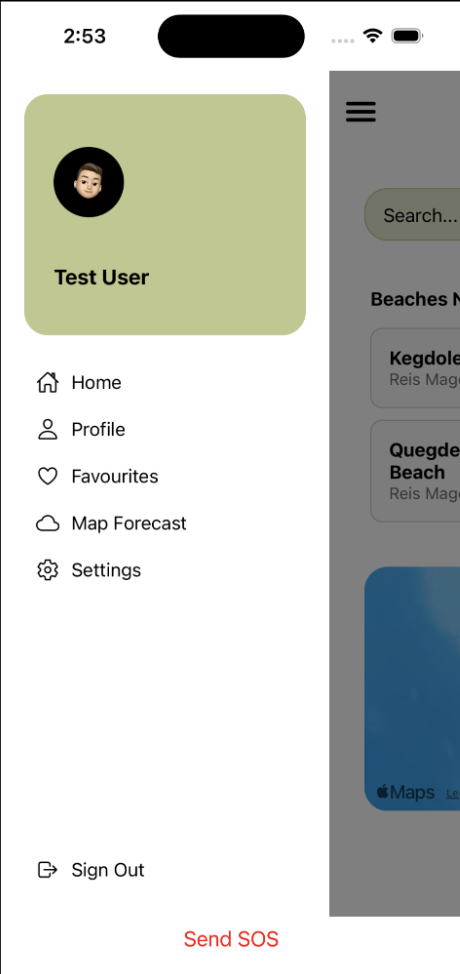 2:53
Test User
Home
Profile
Favourites
Map Forecast
Settings
Sign Out
Send SOS
Search...
Beaches N
Kegdole
Reis Mag
Quegde
Beach
Reis Mag
Maps Le